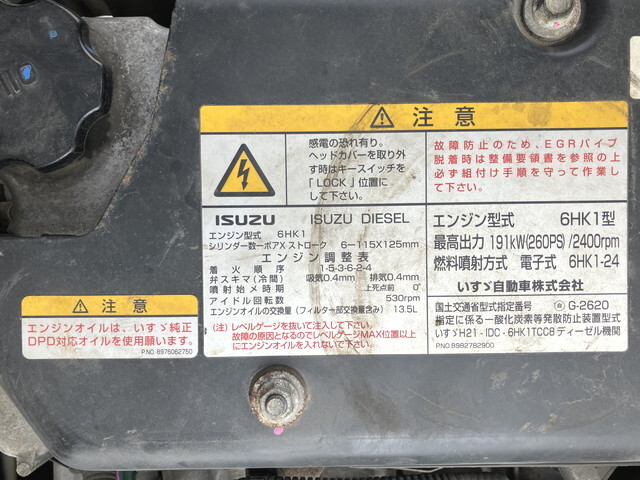 注意
感電の恐れ有り。
ヘッドカバーを取り外
す時はキースイッチを
「LOCK」位置に
して下さい。
故障防止のため、EGRパイプ
脱着時は整備要領書を参照の上
必ず組付け手順を守って作業し
て下さい。
ISUZU ISUZU DIESEL
エンジン型式 6HK1
シリンダ数ーボア×ストローク 6-115×125mm
エンジン調整表
着火順序 1-5-3-6-2-4
弁スキマ(冷間) 吸気0.4mm 排気0.4mm
噴射始メ時期 上死点前 0°
アイドル回転数 530rpm
エンジンオイルの交換量(フィルター部交換量含み) 13.5L
(注)レベルゲージを抜いて注入して下さい。
故障の原因となるのでレベルゲージMAX位置以上
にエンジンオイルを入れないで下さい。
エンジン型式 6HK1型
最高出力 191kW(260PS)/2400rpm
燃料噴射方式 電子式 6HK1-24
いすゞ自動車株式会社
国土交通省型式指定番号 ⓐ G-2620
指定に係る一酸化炭素等発散防止装置型式
いすゞH21-IDC-6HK1TCC8ディーゼル機関
P.NO.8982782900
注意
エンジンオイルは、いすゞ純正
DPD対応オイルを使用願います。
P.NO. 8976062750